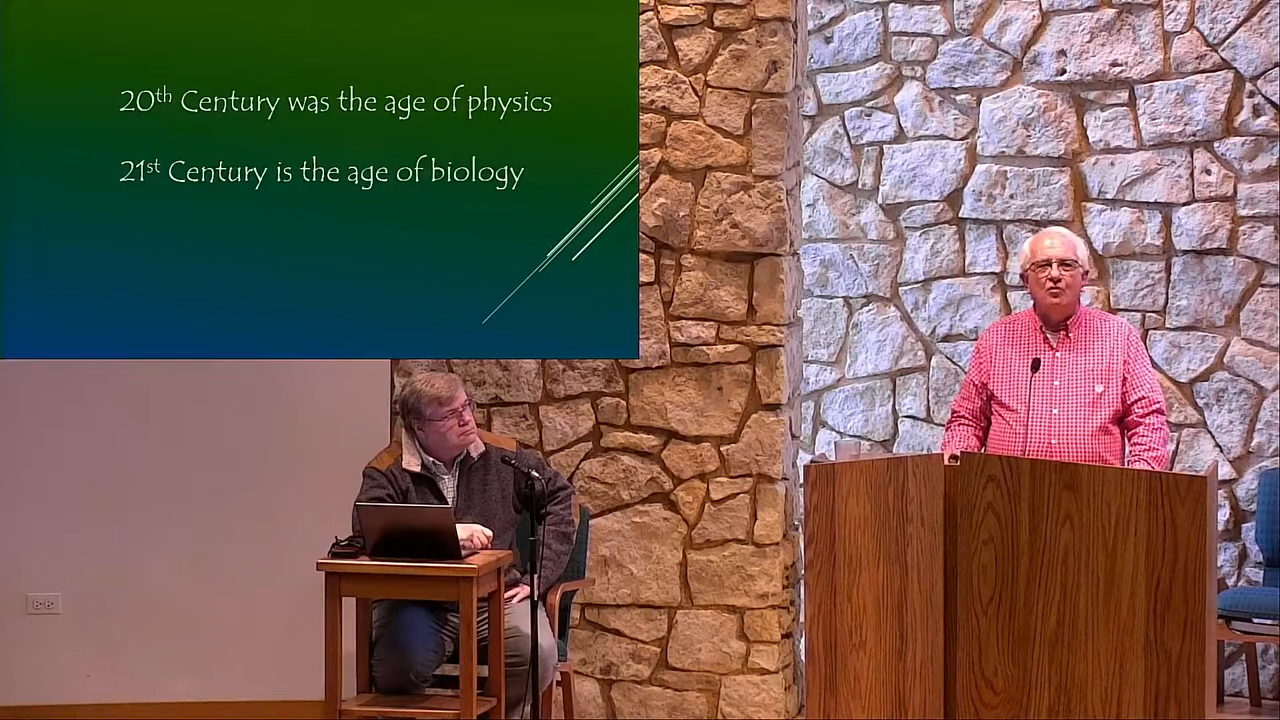 20th Century was the age of physics
21st Century is the age of biology